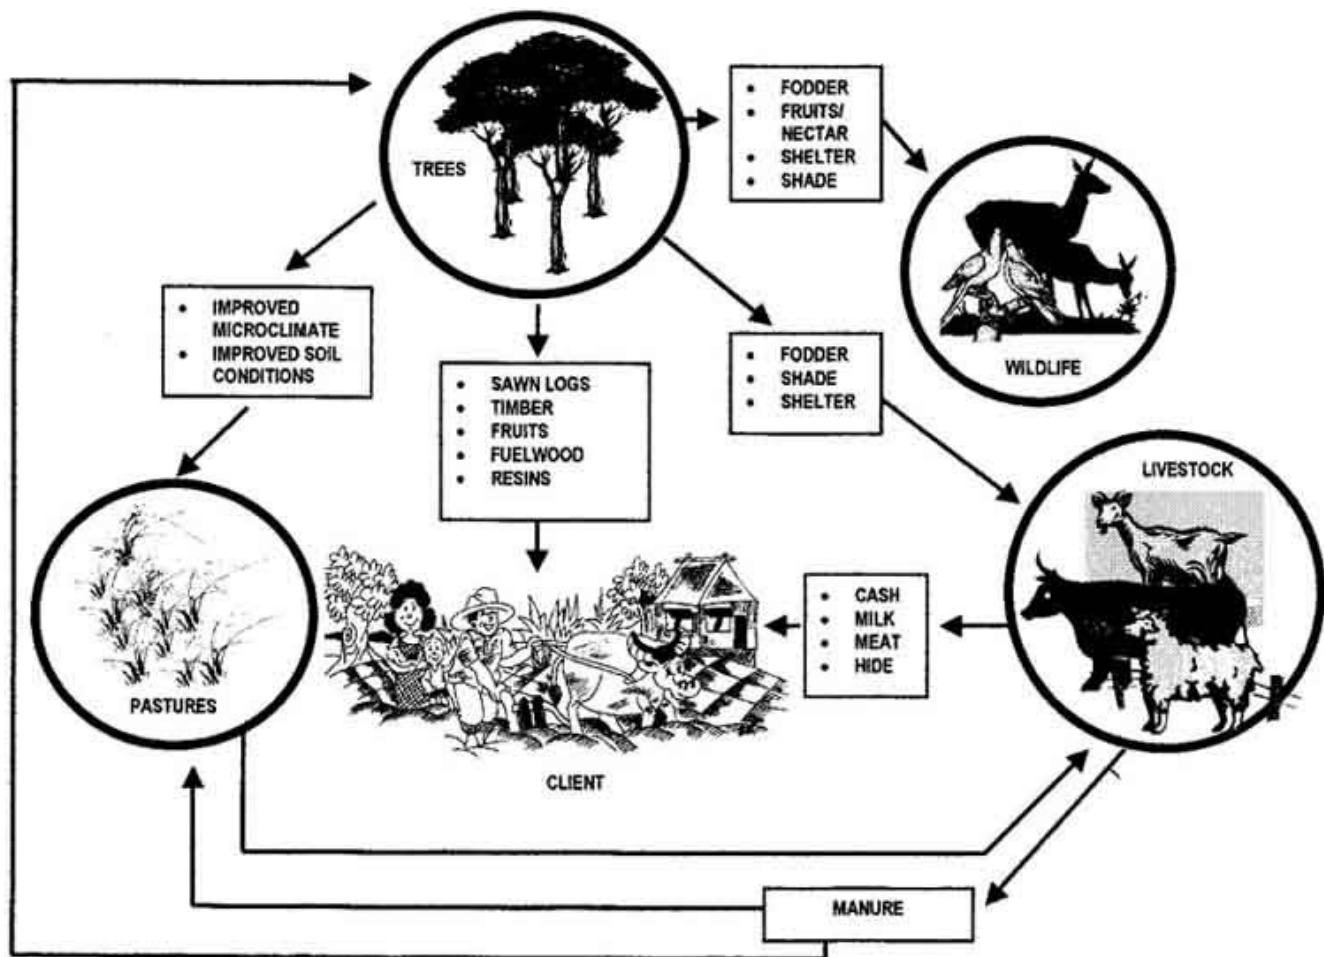 TREES
• FODDER
• FRUITS/
NECTAR
• SHELTER
• SHADE
WILDLIFE
• IMPROVED
MICROCLIMATE
• IMPROVED SOIL
CONDITIONS
• SAWN LOGS
• TIMBER
• FRUITS
• FUELWOOD
• RESINS
• FODDER
• SHADE
• SHELTER
LIVESTOCK
PASTURES
• CASH
• MILK
• MEAT
• HIDE
CLIENT
MANURE